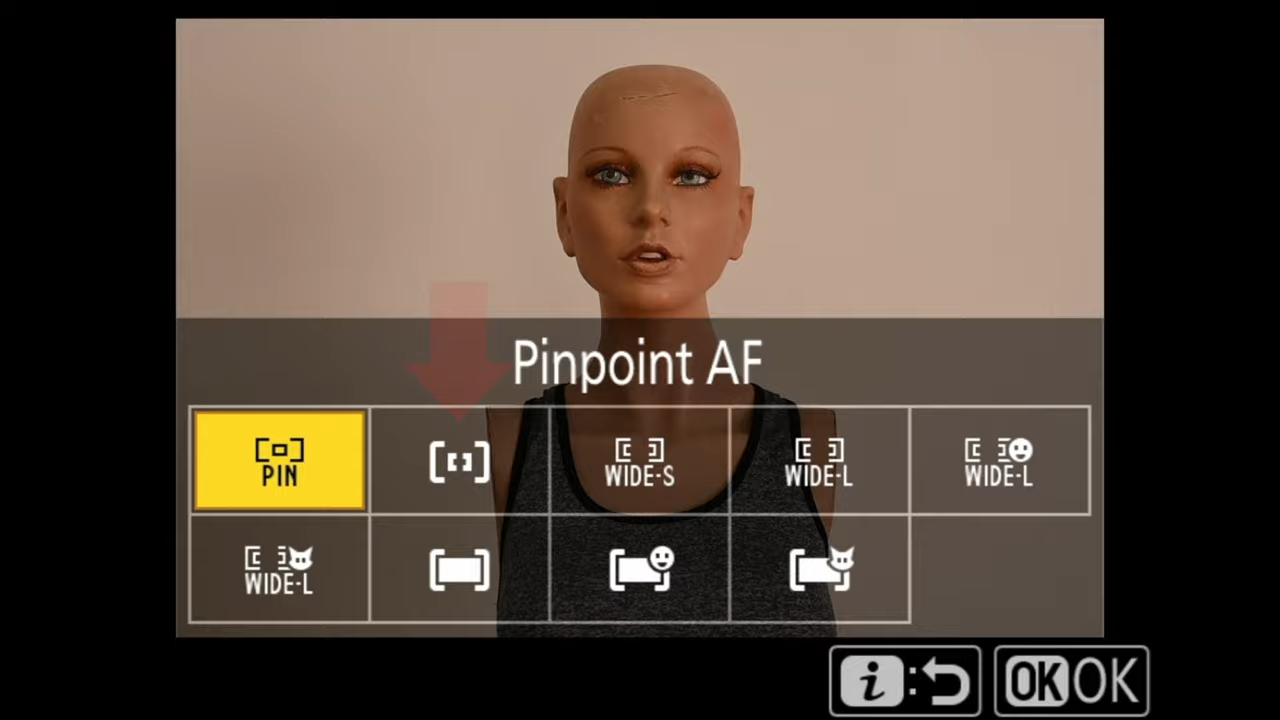 Pinpoint AF
PIN
WIDE-S
WIDE-L
WIDE-L
WIDE-L
i:
OK OK